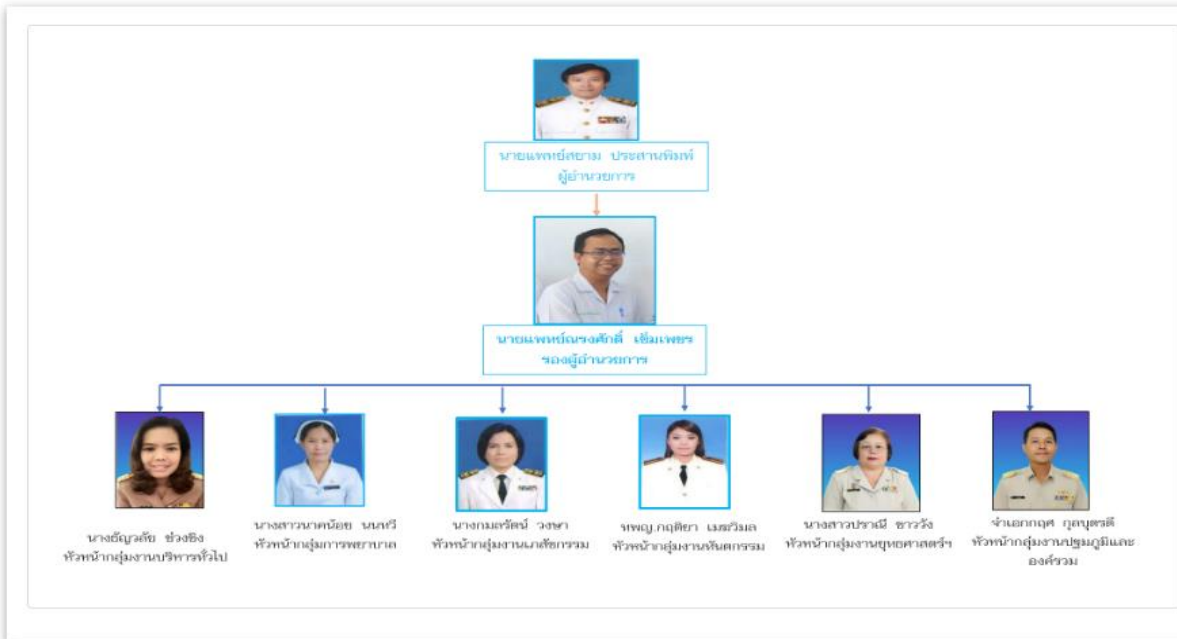 นายแพทย์สยาม ประสานพิมพ์
ผู้อำนวยการ
นายแพทย์ณรงศักดิ์ เข็มเพชร
รองผู้อำนวยการ
นางธัญวลัย ช่วงชิง
หัวหน้ากลุ่มงานบริหารทั่วไป
นางสาวนาคน้อย นนทวี
หัวหน้ากลุ่มการพยาบาล
นางกมลรัตน์ วงษา
หัวหน้ากลุ่มงานเภสัชกรรม
ทพญ.กฤติยา เมฆวิมล
หัวหน้ากลุ่มงานทันตกรรม
นางสาวปราณี ชาววัง
หัวหน้ากลุ่มงานยุทธศาสตร์ฯ
จ่าเอกกฤศ กุลบุตรดี
หัวหน้ากลุ่มงานปฐมภูมิและ
องค์รวม